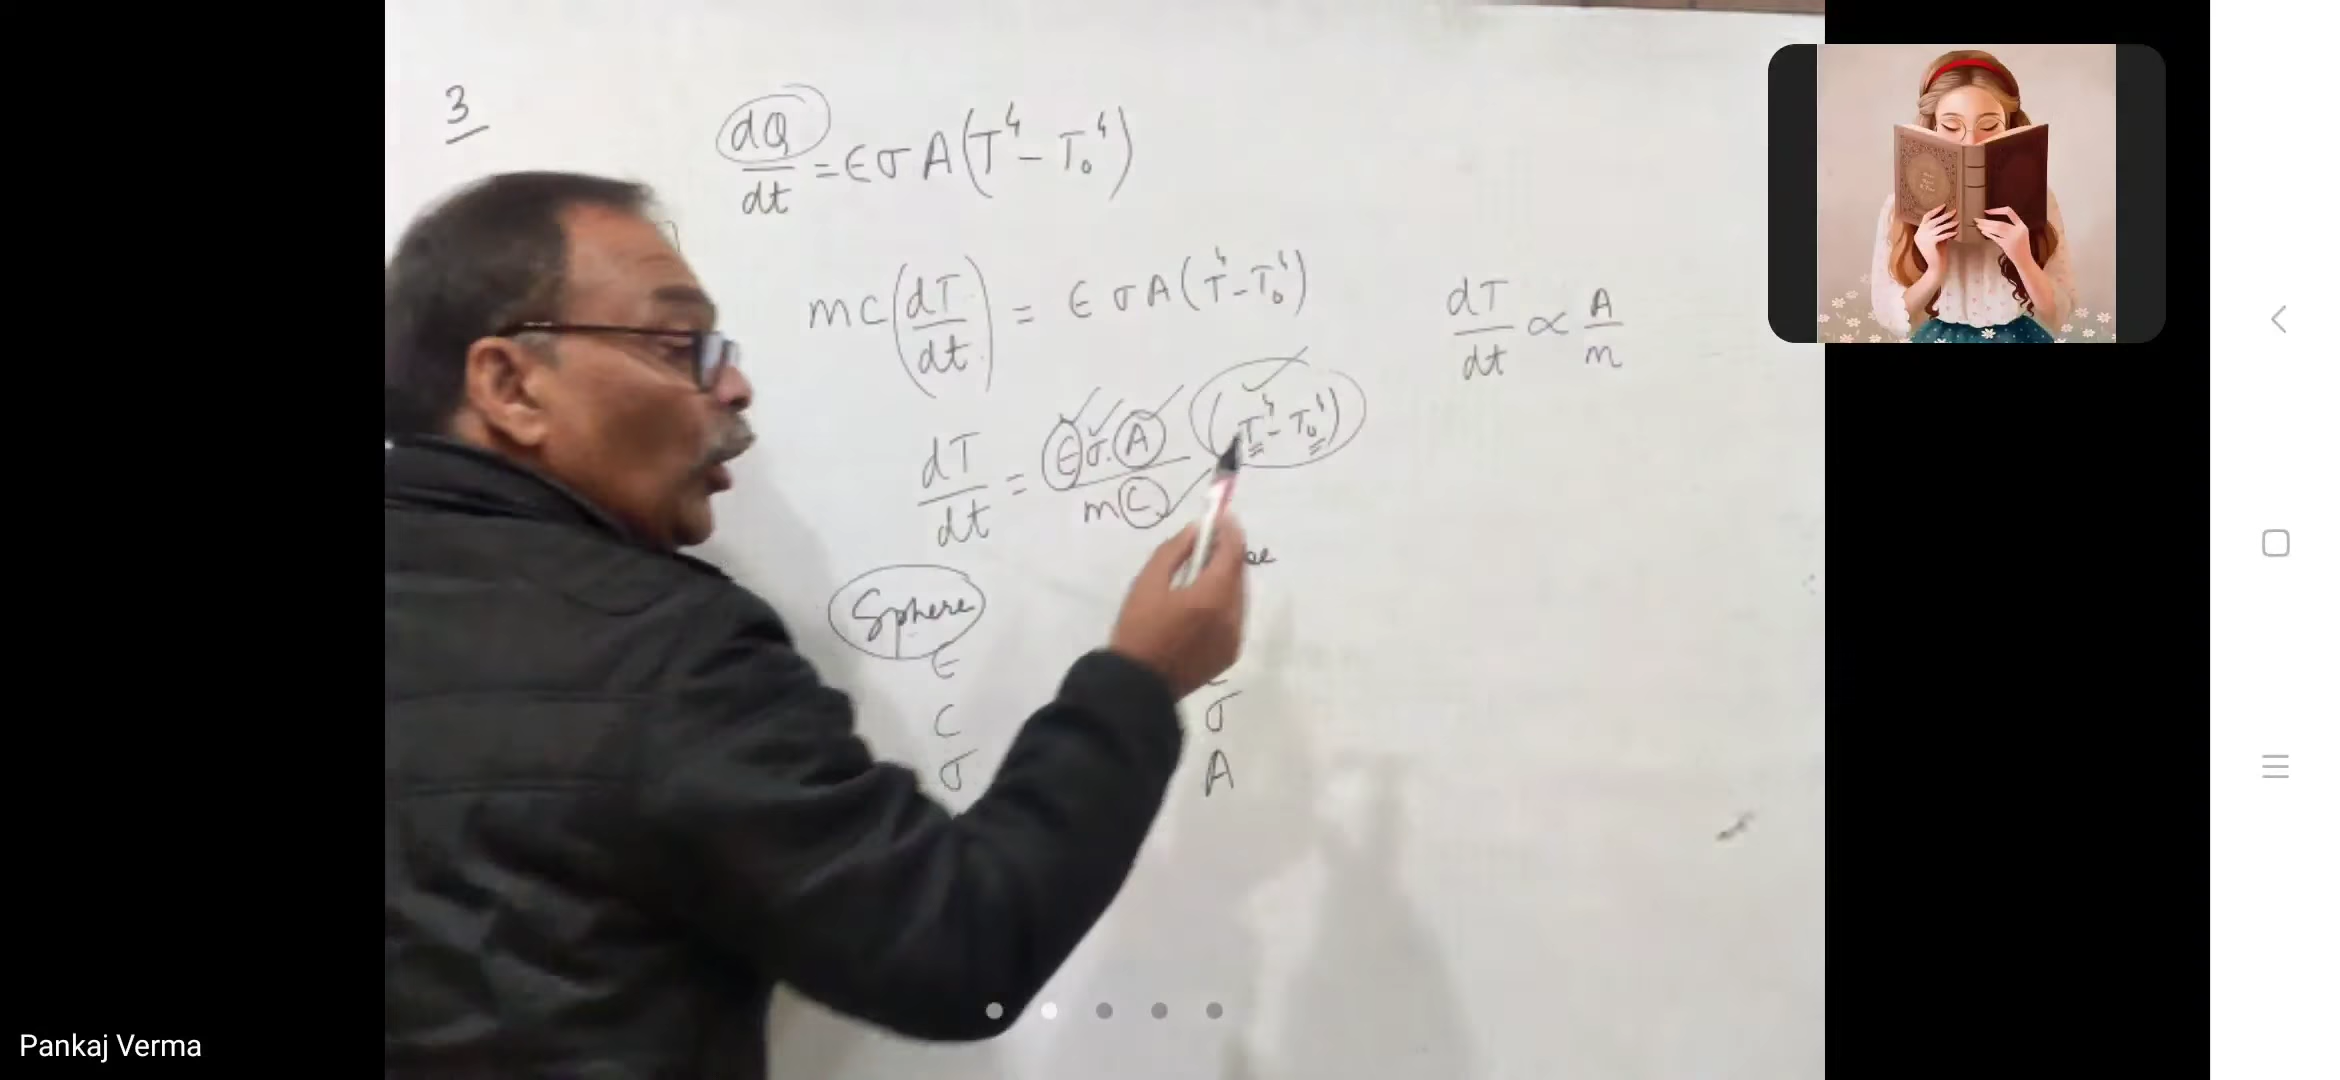 3
dQ/dt = ϵσA(T⁴ - T₀⁴)
mc(dT/dt) = ϵσA(T⁴ - T₀⁴)
dT/dt ∝ A/m
dT/dt = ϵσ.A/mc (T⁴ - T₀⁴)
Sphere
ϵ
C
σ
σ
A
Pankaj Verma